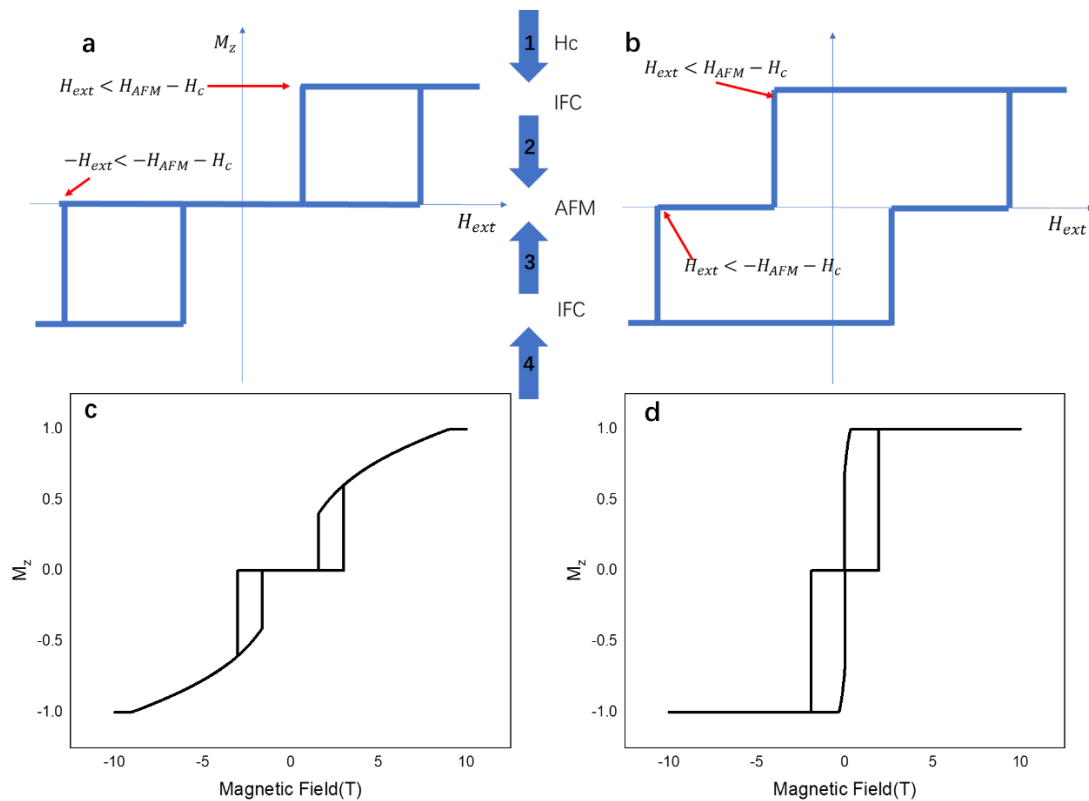 a
M_z
H_ext < H_AFM − H_c
−H_ext < −H_AFM − H_c
H_ext
1
Hc
IFC
2
AFM
3
IFC
4
b
H_ext < H_AFM − H_c
H_ext
H_ext < −H_AFM − H_c
c
1.0
0.5
0.0
-0.5
-1.0
M_z
-10 -5 0 5 10
Magnetic Field(T)
d
1.0
0.5
0.0
-0.5
-1.0
M_z
-10 -5 0 5 10
Magnetic Field(T)